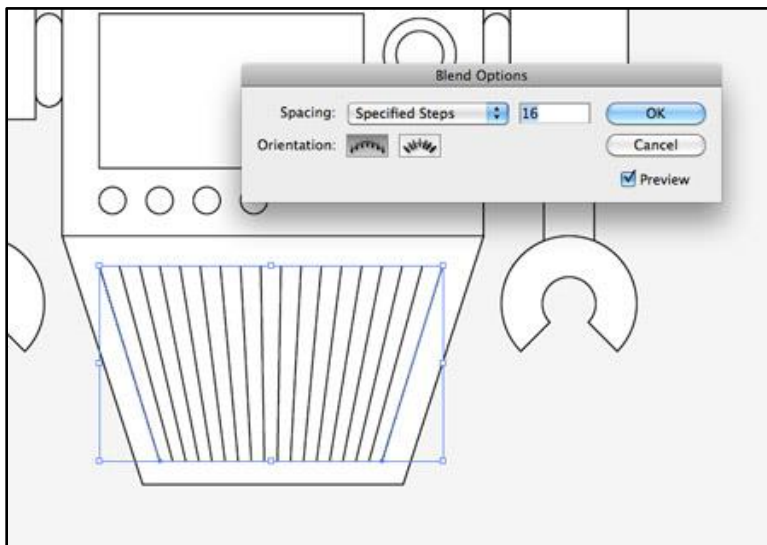 Blend Options
Spacing: Specified Steps 16 OK
Orientation: Cancel
Preview